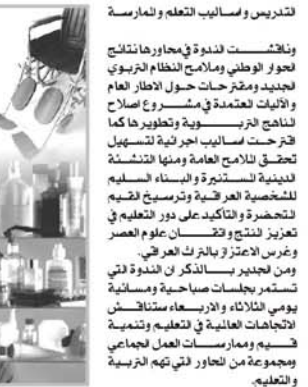 التدريس واساليب التعلم والمارسة
وناقشت الندوة في محاورها نتائج
الحوار الوطني وملامح النظام التربوي
الجديد ومقترحات حول الاطار العام
والأليات المعتمدة في مشروع اصلاح
الناهج التربوية وتطويرها كما
اقترحت اساليب اجرائية لتسهيل
تحقق الملامح العامة ومنها التنشئة
الدينية المستنيرة والبناء السليم
للشخصية العراقية وترسيخ القيم
المتحضرة والتأكيد على دور التعليم في
تعزيز المنتج واتقان علوم العصر
وغرس الاعتزاز بالتراث العراقي.
ومن الجدير بالذكر ان الندوة التي
تستمر بجلسات صباحية ومسائية
يومي الثلاثاء والاربعاء ستناقش
الاتجاهات العالمية في التعليم وتنمية
قيم وممارسات العمل الجماعي
ومجموعة من المحاور التي تهم التربية
والتعليم.